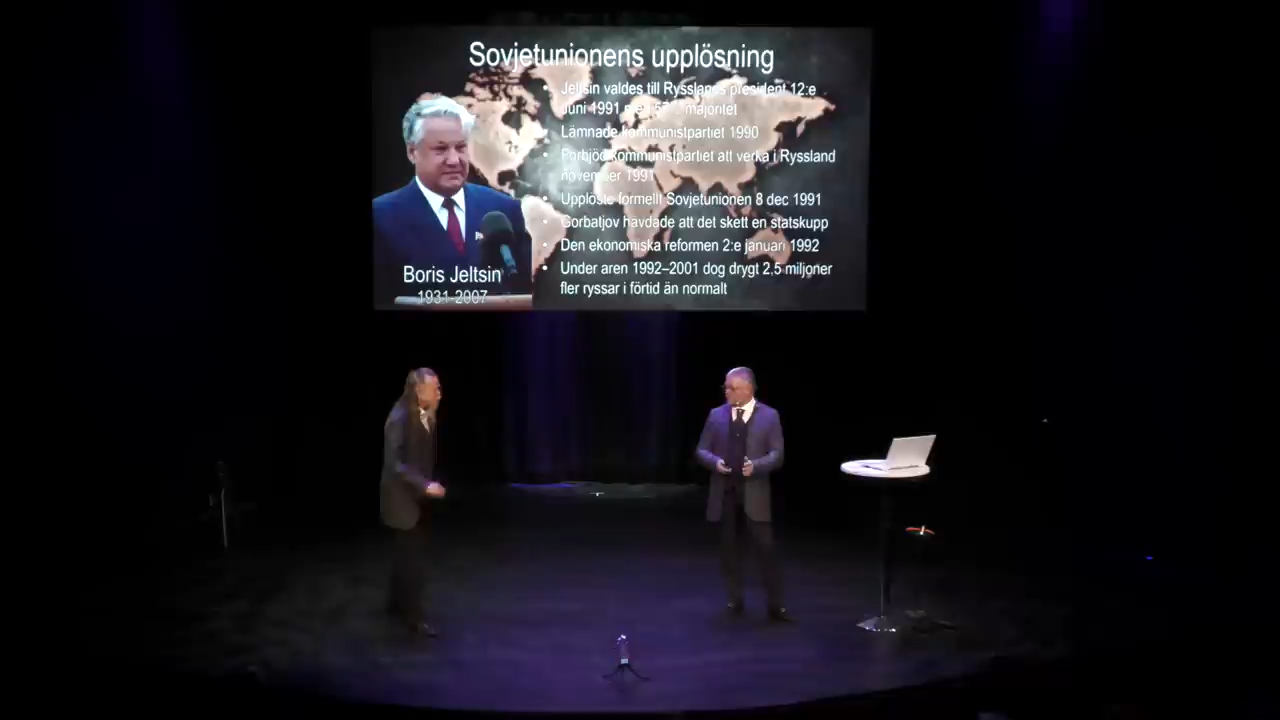 Sovjetunionens upplösning
Jeltsin valdes till Rysslands president 12:e
juni 1991 med 57% majoritet
Lämnade kommunistpartiet 1990
Förbjöd kommunistpartiet att verka i Ryssland
november 1991
Upplöste formellt Sovjetunionen 8 dec 1991
Gorbatjov hävdade att det skett en statskupp
Den ekonomiska reformen 2:e januari 1992
Under åren 1992–2001 dog drygt 2,5 miljoner
fler ryssar i förtid än normalt
Boris Jeltsin
1931-2007